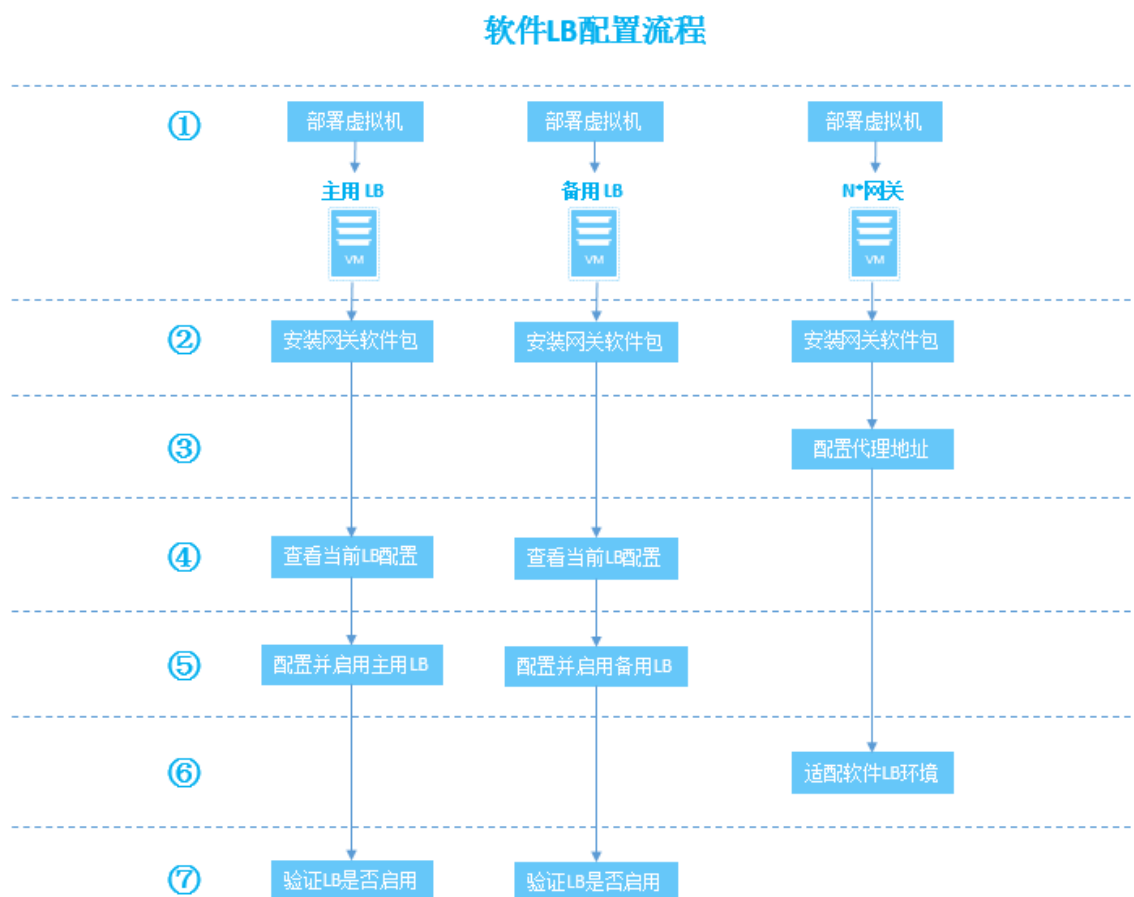 软件LB配置流程
① 部署虚拟机 部署虚拟机 部署虚拟机
主用 LB 备用 LB N*网关
VM VM VM
② 安装网关软件包 安装网关软件包 安装网关软件包
③ 配置代理地址
④ 查看当前LB配置 查看当前LB配置
⑤ 配置并启用主用LB 配置并启用备用LB
⑥ 适配软件LB环境
⑦ 验证LB是否启用 验证LB是否启用